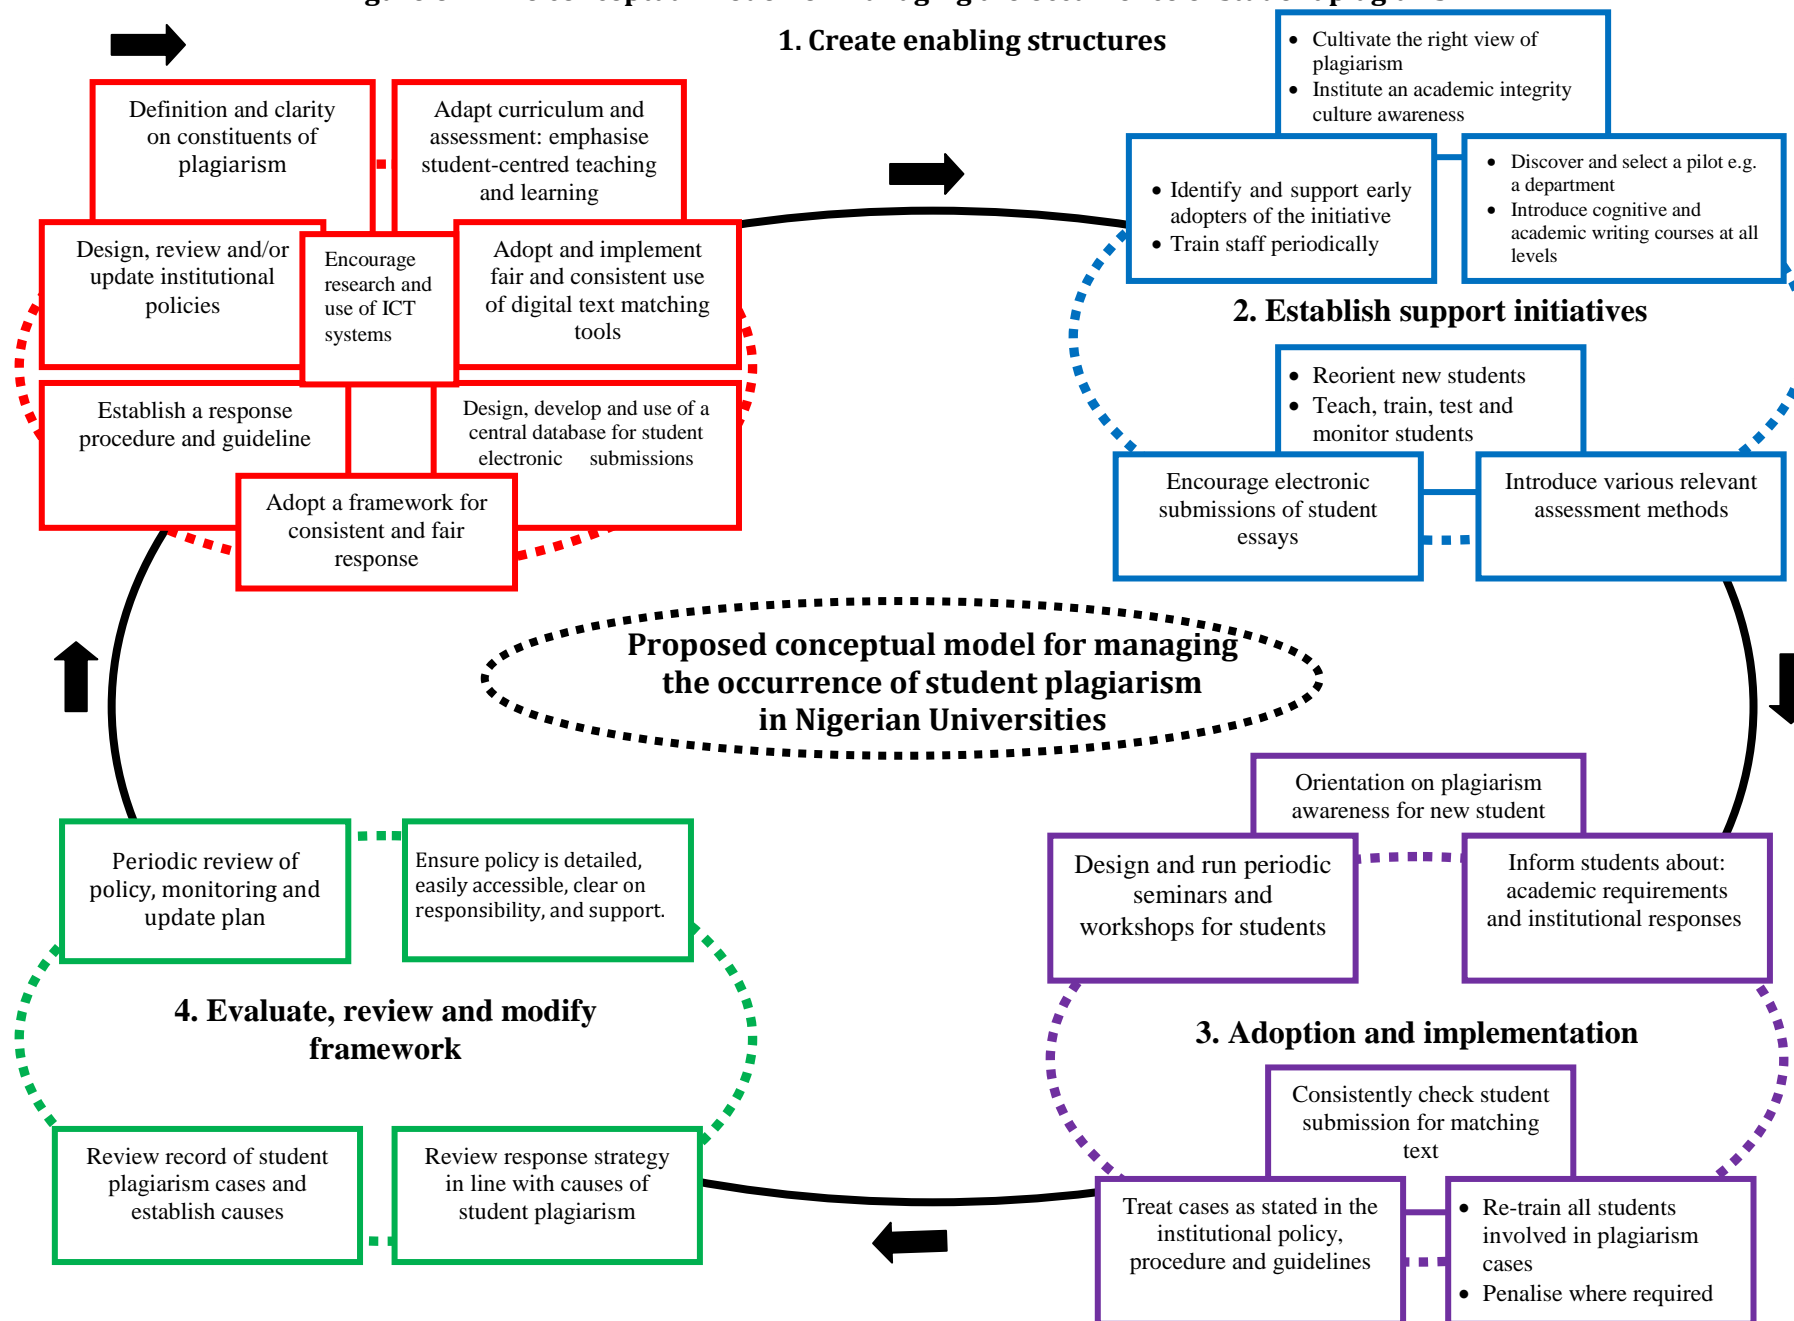 1. Create enabling structures
Definition and clarity
on constituents of
plagiarism
Adapt curriculum and
assessment: emphasise
student-centred teaching
and learning
Design, review and/or
update institutional
policies
Encourage
research and
use of ICT
systems
Adopt and implement
fair and consistent use
of digital text matching
tools
Establish a response
procedure and guideline
Design, develop and use of a
central database for student
electronic submissions
Adopt a framework for
consistent and fair
response
• Cultivate the right view of
plagiarism
• Institute an academic integrity
culture awareness
• Identify and support early
adopters of the initiative
• Train staff periodically
• Discover and select a pilot e.g.
a department
• Introduce cognitive and
academic writing courses at all
levels
2. Establish support initiatives
• Reorient new students
• Teach, train, test and
monitor students
Encourage electronic
submissions of student
essays
Introduce various relevant
assessment methods
Proposed conceptual model for managing
the occurrence of student plagiarism
in Nigerian Universities
Orientation on plagiarism
awareness for new student
Design and run periodic
seminars and
workshops for students
Inform students about:
academic requirements
and institutional responses
3. Adoption and implementation
Consistently check student
submission for matching
text
Treat cases as stated in the
institutional policy,
procedure and guidelines
• Re-train all students
involved in plagiarism
cases
• Penalise where required
Periodic review of
policy, monitoring and
update plan
Ensure policy is detailed,
easily accessible, clear on
responsibility, and support.
4. Evaluate, review and modify
framework
Review record of student
plagiarism cases and
establish causes
Review response strategy
in line with causes of
student plagiarism